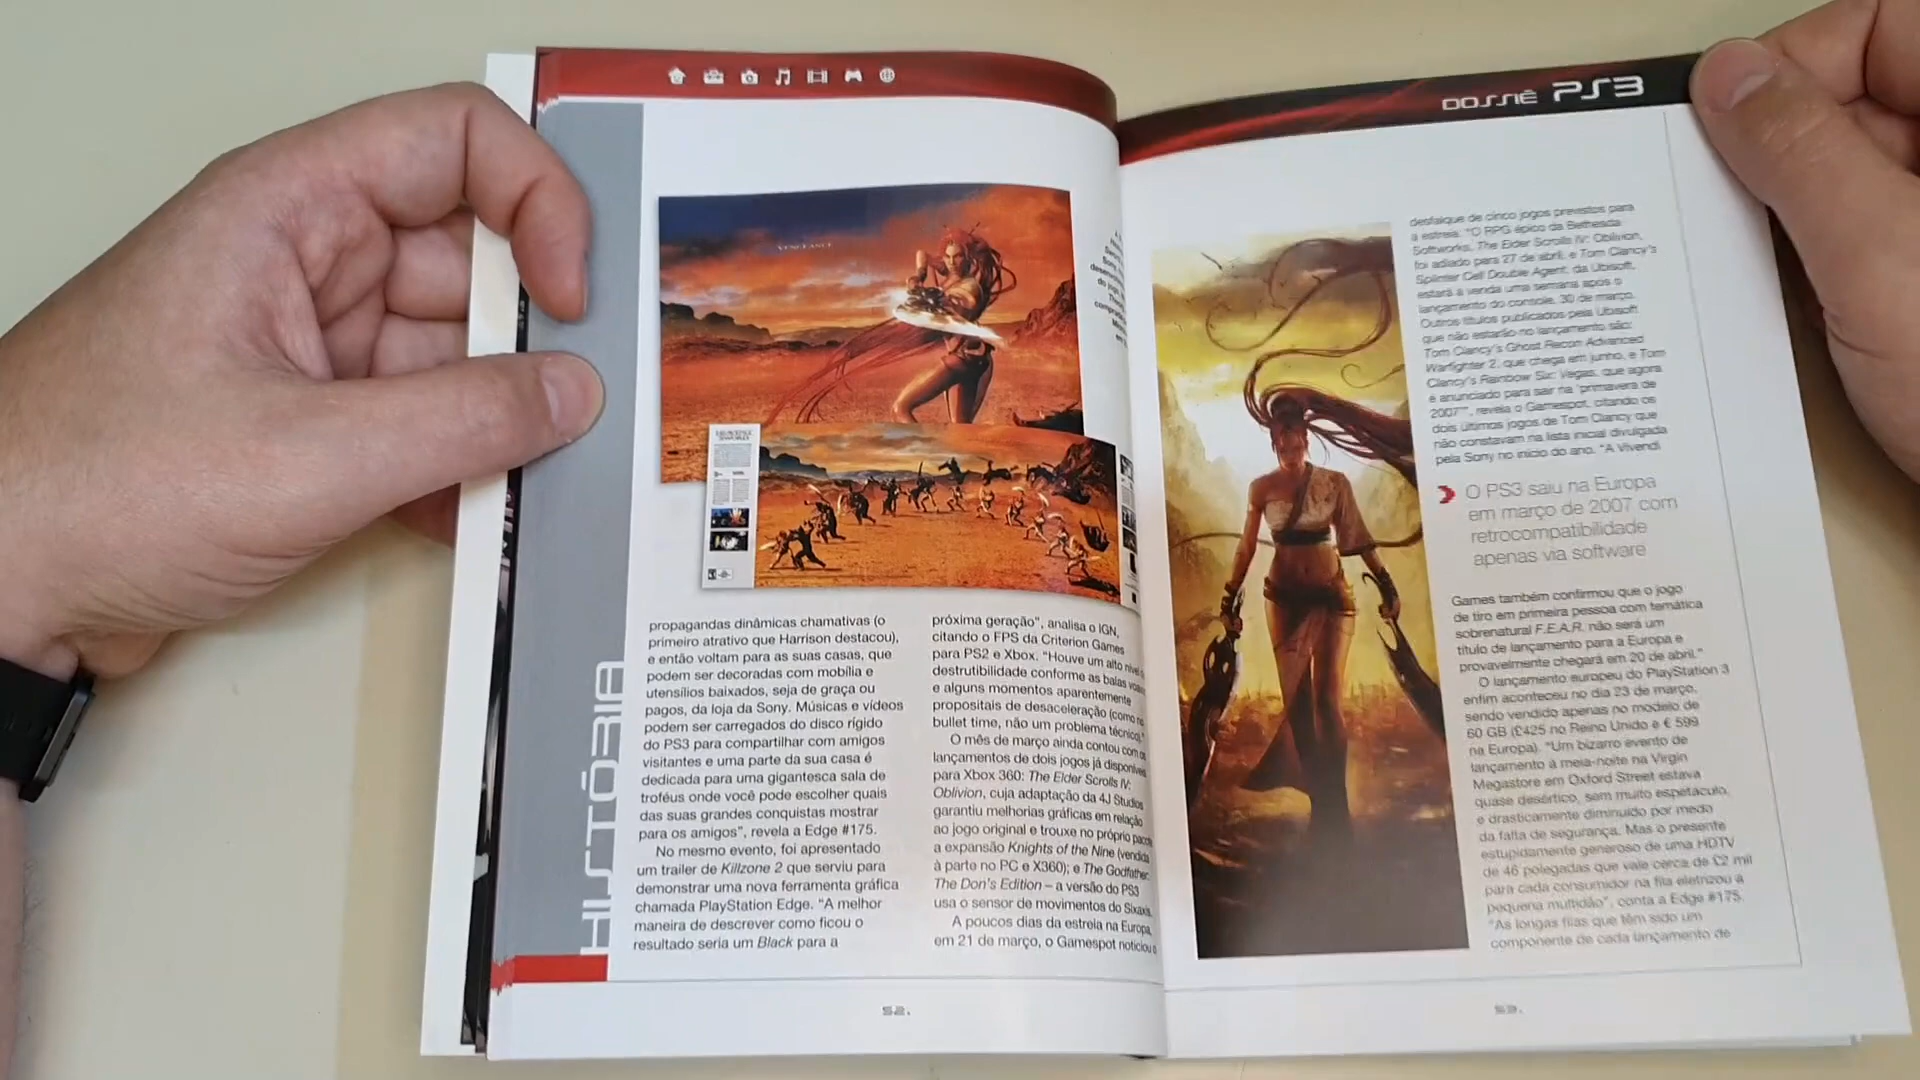 DOSSIÊ PS3
HISTÓRIA
VENGEANCE
propagandas dinâmicas chamativas (o
primeiro atrativo que Harrison destacou),
e então voltam para as suas casas, que
podem ser decoradas com mobília e
utensílios baixados, seja de graça ou
pagos, da loja da Sony. Músicas e vídeos
podem ser carregados do disco rígido
do PS3 para compartilhar com amigos
visitantes e uma parte da sua casa é
dedicada para uma gigantesca sala de
troféus onde você pode escolher quais
das suas grandes conquistas mostrar
para os amigos”, revela a Edge #175.
No mesmo evento, foi apresentado
um trailer de Killzone 2 que serviu para
demonstrar uma nova ferramenta gráfica
chamada PlayStation Edge. “A melhor
maneira de descrever como ficou o
resultado seria um Black para a
próxima geração”, analisa o IGN,
citando o FPS da Criterion Games
para PS2 e Xbox. “Houve um alto nível
destrutibilidade conforme as balas
e alguns momentos aparentemente
propositais de desaceleração (como
bullet time, não um problema técnico).”
O mês de março ainda contou com os
lançamentos de dois jogos já disponíveis
para Xbox 360: The Elder Scrolls IV:
Oblivion, cuja adaptação da 4J Studios
garantiu melhorias gráficas em relação
ao jogo original e trouxe no próprio pacote
a expansão Knights of the Nine (vendida
à parte no PC e X360); e The Godfather:
The Don's Edition – a versão do PS3
usa o sensor de movimentos do Sixaxis.
A poucos dias da estreia na Europa,
em 21 de março, o Gamespot noticiou o
52.
desfalque de cinco jogos previstos para
a estreia. “O RPG épico da Bethesda
Softworks, The Elder Scrolls IV: Oblivion,
foi adiado para 27 de abril, e Tom Clancy's
Splinter Cell Double Agent, da Ubisoft,
estará à venda uma semana após o
lançamento do console, 30 de março.
Outros títulos publicados pela Ubisoft
que não estarão no lançamento são:
Tom Clancy's Ghost Recon Advanced
Warfighter 2, que chega em junho, e Tom
Clancy's Rainbow Six: Vegas, que agora
é anunciado para sair na ‘primavera de
2007’”, revela o Gamespot, citando os
dois últimos jogos de Tom Clancy que
não constavam na lista inicial divulgada
pela Sony no início do ano. “A Vivendi
O PS3 saiu na Europa
em março de 2007 com
retrocompatibilidade
apenas via software
Games também confirmou que o jogo
de tiro em primeira pessoa com temática
sobrenatural F.E.A.R. não será um
título de lançamento para a Europa e
provavelmente chegará em 20 de abril.”
O lançamento europeu do PlayStation 3
enfim aconteceu no dia 23 de março,
sendo vendido apenas no modelo de
60 GB (£425 no Reino Unido e € 599
na Europa). “Um bizarro evento de
lançamento à meia-noite na Virgin
Megastore em Oxford Street estava
quase desértico, sem muito espetáculo,
e drasticamente diminuído por medo
da falta de segurança. Mas o presente
estupidamente generoso de uma HDTV
de 46 polegadas que vale cerca de £2 mil
para cada consumidor na fila eletrizou a
pequena multidão”, conta a Edge #175.
“As longas filas que têm sido um
componente de cada lançamento de
53.